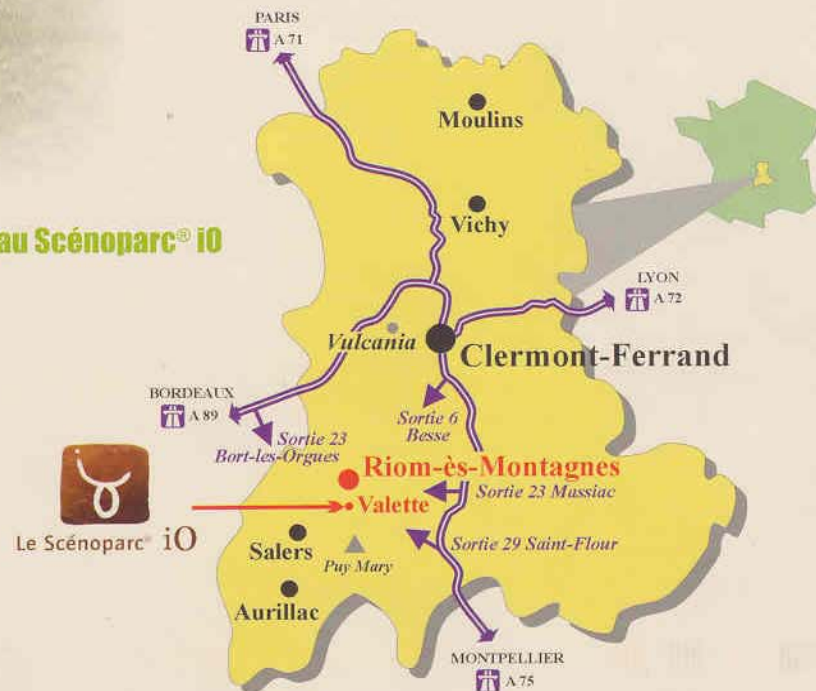 PARIS
A 71
Moulins
Vichy
au Scénoparc® iO
LYON
A 72
Vulcania
Clermont-Ferrand
BORDEAUX
A 89
Sortie 6
Besse
Sortie 23
Bort-les-Orgues
Riom-ès-Montagnes
Sortie 23 Massiac
Valette
Le Scénoparc® iO
Salers
Sortie 29 Saint-Flour
Puy Mary
Aurillac
MONTPELLIER
A 75